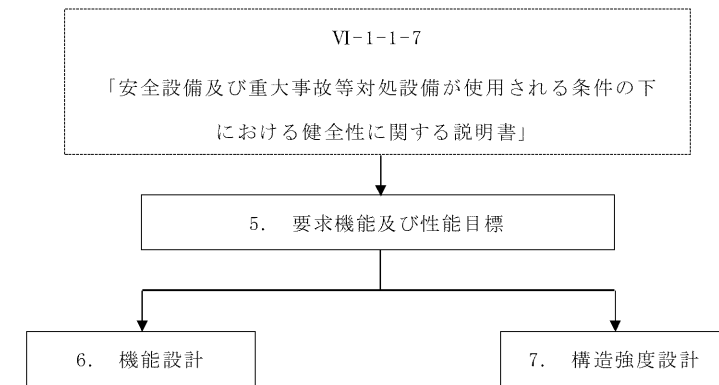 Ⅵ-1-1-7
「安全設備及び重大事故等対処設備が使用される条件の下
における健全性に関する説明書」
5. 要求機能及び性能目標
6. 機能設計
7. 構造強度設計